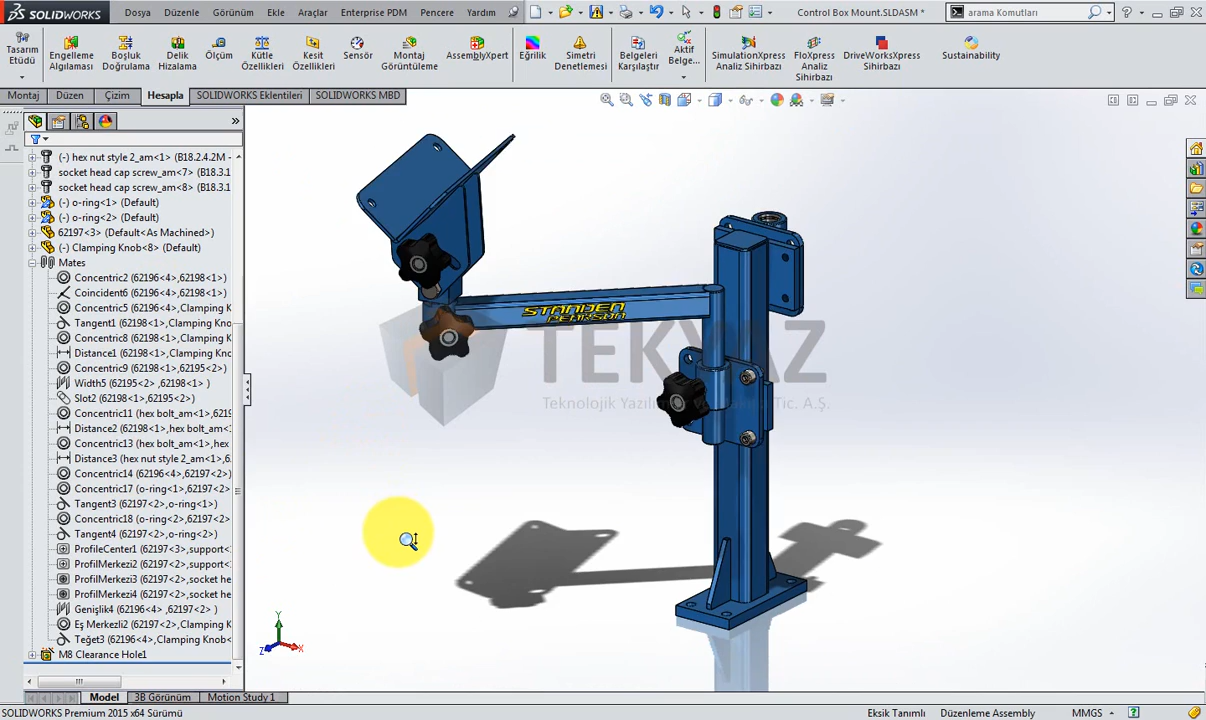 SOLIDWORKS Dosya Düzenle Görünüm Ekle Araçlar Enterprise PDM Pencere Yardım Control Box Mount.SLDASM * arama Komutları
Tasarım Etüdü
Engelleme Algılaması
Boşluk Doğrulama
Delik Hizalama
Ölçüm
Kütle Özellikleri
Kesit Özellikleri
Sensör
Montaj Görüntüleme
AssemblyXpert
Eğrilik
Simetri Denetlemesi
Belgeleri Karşılaştır
Aktif Belge...
SimulationXpress Analiz Sihirbazı
FloXpress Analiz Sihirbazı
DriveWorksXpress Sihirbazı
Sustainability
Montaj Düzen Çizim Hesapla SOLIDWORKS Eklentileri SOLIDWORKS MBD
(-) hex nut style 2_am<1> (B18.2.4.2M -
socket head cap screw_am<7> (B18.3.1
socket head cap screw_am<8> (B18.3.1
(-) o-ring<1> (Default)
(-) o-ring<2> (Default)
62197<3> (Default<As Machined>)
(-) Clamping Knob<8> (Default)
Mates
Concentric2 (62196<4>,62198<1>)
Coincident6 (62196<4>,62198<1>)
Concentric5 (62196<4>,Clamping K
Tangent1 (62198<1>,Clamping Kno
Concentric8 (62198<1>,Clamping K
Distance1 (62198<1>,Clamping Kno
Concentric9 (62198<1>,62195<2>)
Width5 (62195<2> ,62198<1> )
Slot2 (62198<1>,62195<2>)
Concentric11 (hex bolt_am<1>,6219
Distance2 (62198<1>,hex bolt_am<
Concentric13 (hex bolt_am<1>,hex
Distance3 (hex nut style 2_am<1>,6
Concentric14 (62196<4>,62197<2>)
Concentric17 (o-ring<1>,62197<2>)
Tangent3 (62197<2>,o-ring<1>)
Concentric18 (o-ring<2>,62197<2>)
Tangent4 (62197<2>,o-ring<2>)
ProfileCenter1 (62197<3>,support<
ProfilMerkezi2 (62197<2>,support<
ProfilMerkezi3 (62197<2>,socket he
ProfilMerkezi4 (62197<2>,socket he
Genişlik4 (62196<4> ,62197<2> )
Eş Merkezli2 (62197<2>,Clamping K
Teğet3 (62196<4>,Clamping Knob<
M8 Clearance Hole1
STANDEN
PEARSON
TEKYAZ
Y
Z X
Model 3B Görünüm Motion Study 1
SOLIDWORKS Premium 2015 x64 Sürümü Eksik Tanımlı Düzenleme Assembly MMGS